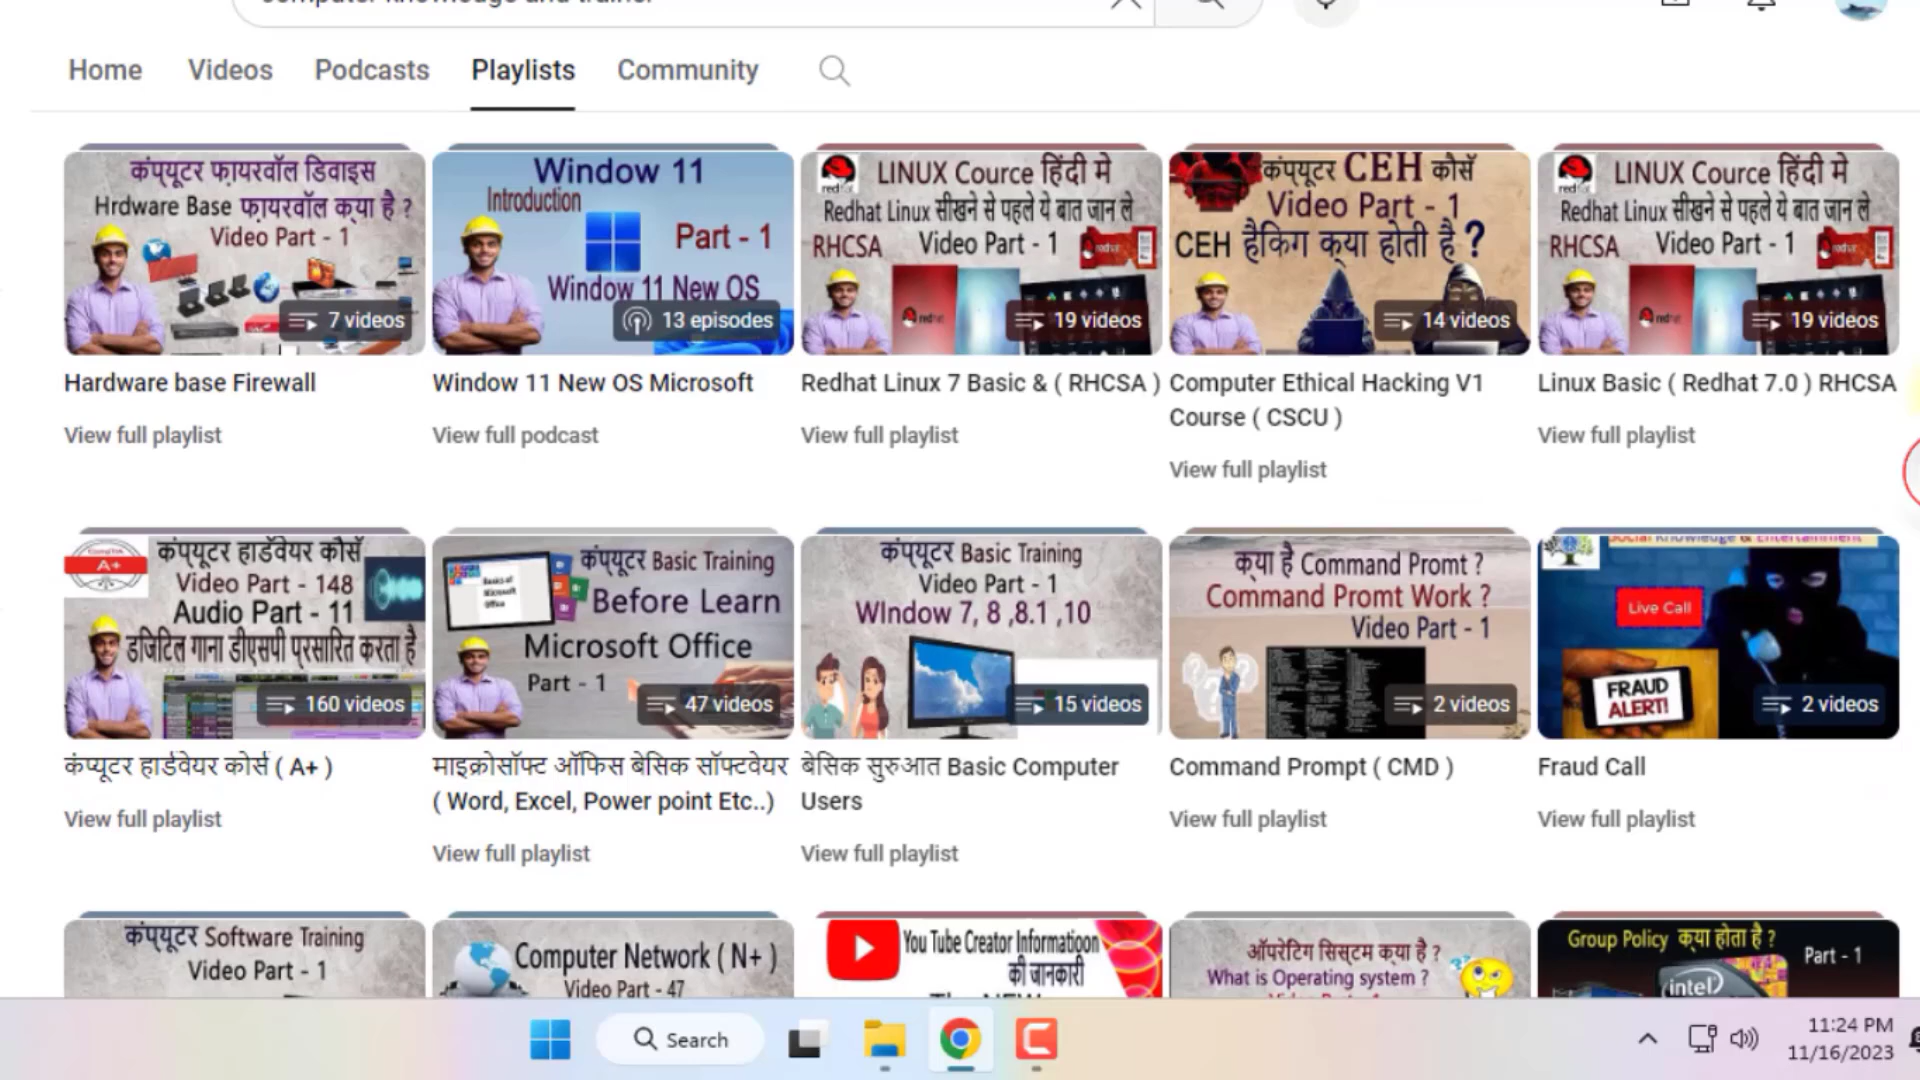 Home Videos Podcasts Playlists Community
कंप्यूटर फ़ायरवॉल डिवाइस
Hrdware Base फ़ायरवॉल क्या है ?
Video Part - 1
7 videos
Hardware base Firewall
View full playlist
Window 11
Introduction
Part - 1
Window 11 New OS
13 episodes
Window 11 New OS Microsoft
View full podcast
LINUX Cource हिंदी मे
Redhat Linux सीखने से पहले ये बात जान ले
RHCSA Video Part - 1
19 videos
Redhat Linux 7 Basic & ( RHCSA )
View full playlist
कंप्यूटर CEH कौर्स
Video Part - 1
CEH हैकिग क्या होती है ?
14 videos
Computer Ethical Hacking V1
Course ( CSCU )
View full playlist
LINUX Cource हिंदी मे
Redhat Linux सीखने से पहले ये बात जान ले
RHCSA Video Part - 1
19 videos
Linux Basic ( Redhat 7.0 ) RHCSA
View full playlist
A+
कंप्यूटर हार्डवेयर कौर्स
Video Part - 148
Audio Part - 11
डजिटिल गाना डीएसपी प्रसारित करता है
160 videos
कंप्यूटर हार्डवेयर कोर्स ( A+ )
View full playlist
Basics of
Microsoft
Office
कंप्यूटर Basic Training
Before Learn
Microsoft Office
Part - 1
47 videos
माइक्रोसॉफ्ट ऑफिस बेसिक सॉफ्टवेयर
( Word, Excel, Power point Etc..)
View full playlist
कंप्यूटर Basic Training
Video Part - 1
WIndow 7, 8 ,8.1 ,10
15 videos
बेसिक सुरुआत Basic Computer
Users
View full playlist
क्या है Command Promt ?
Command Promt Work ?
Video Part - 1
2 videos
Command Prompt ( CMD )
View full playlist
Social Knowledge & Entertainment
Live Call
FRAUD
ALERT!
2 videos
Fraud Call
View full playlist
कंप्यूटर Software Training
Video Part - 1
Computer Network ( N+ )
Video Part - 47
You Tube Creator Informatioon
की जानकारी
ऑपरेटिग सिस्टम क्या है ?
What is Operating system ?
Group Policy क्या होता है ?
Part - 1
intel
Search
11:24 PM
11/16/2023